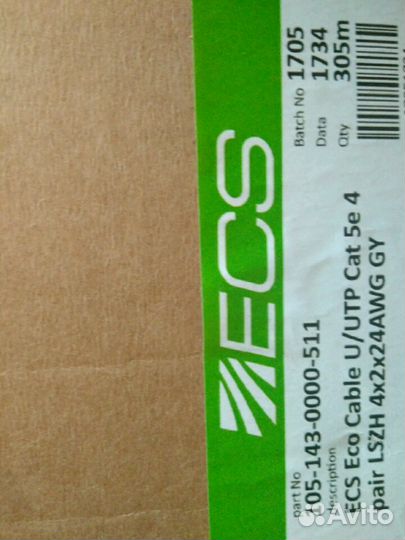 ECS
part No
105-143-0000-511
Description
ECS Eco Cable U/UTP Cat 5e 4
pair LSZH 4x2x24AWG GY
Batch No 1705
Data 1734
Qty 305m
Avito